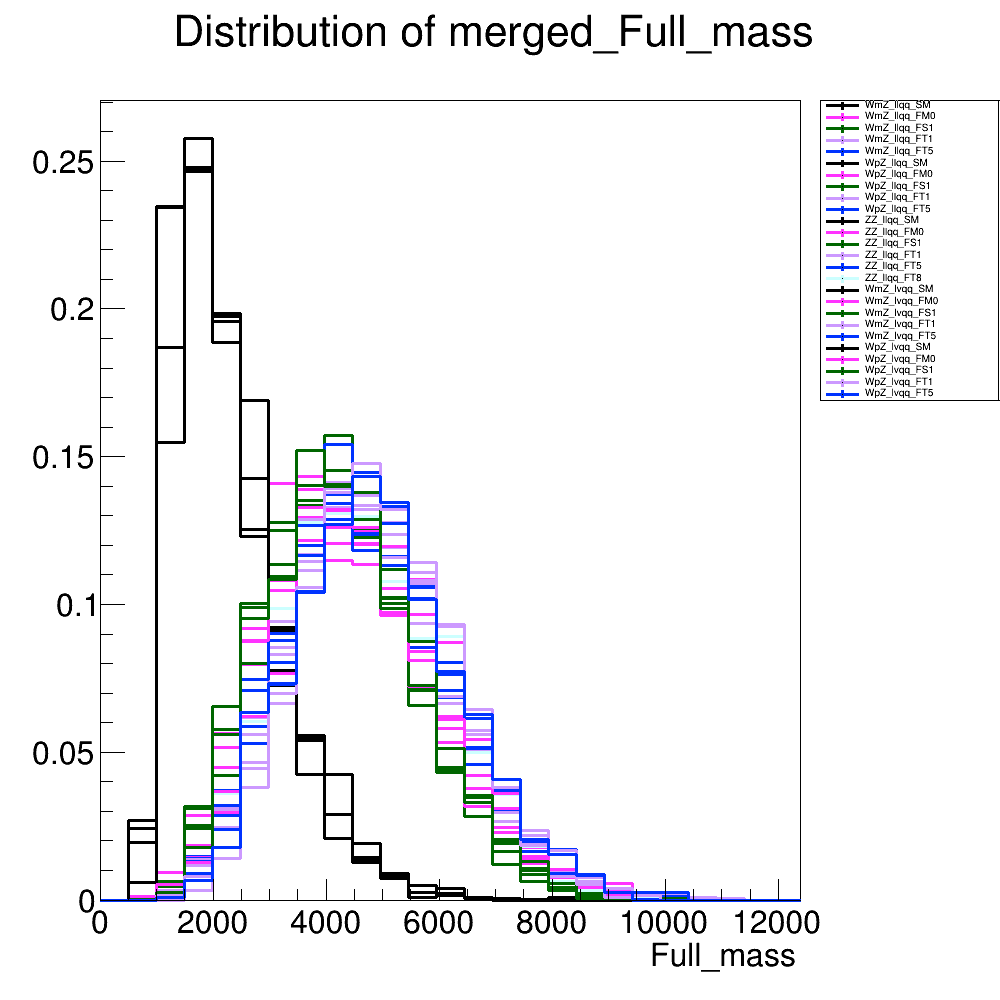 Distribution of merged_Full_mass
WmZ_llqq_SM
WmZ_llqq_FM0
WmZ_llqq_FS1
WmZ_llqq_FT1
WmZ_llqq_FT5
WpZ_llqq_SM
WpZ_llqq_FM0
WpZ_llqq_FS1
WpZ_llqq_FT1
WpZ_llqq_FT5
ZZ_llqq_SM
ZZ_llqq_FM0
ZZ_llqq_FS1
ZZ_llqq_FT1
ZZ_llqq_FT5
ZZ_llqq_FT8
WmZ_lvqq_SM
WmZ_lvqq_FM0
WmZ_lvqq_FS1
WmZ_lvqq_FT1
WmZ_lvqq_FT5
WpZ_lvqq_SM
WpZ_lvqq_FM0
WpZ_lvqq_FS1
WpZ_lvqq_FT1
WpZ_lvqq_FT5
0.25
0.2
0.15
0.1
0.05
0
0 2000 4000 6000 8000 10000 12000
Full_mass